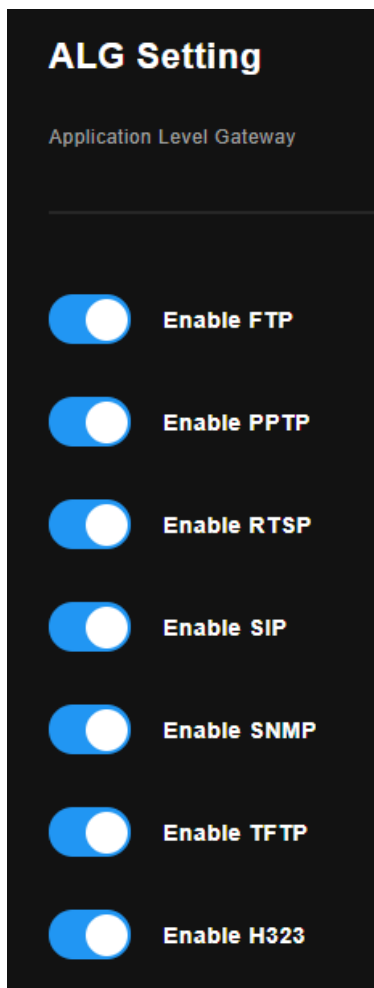 ALG Setting
Application Level Gateway
Enable FTP
Enable PPTP
Enable RTSP
Enable SIP
Enable SNMP
Enable TFTP
Enable H323